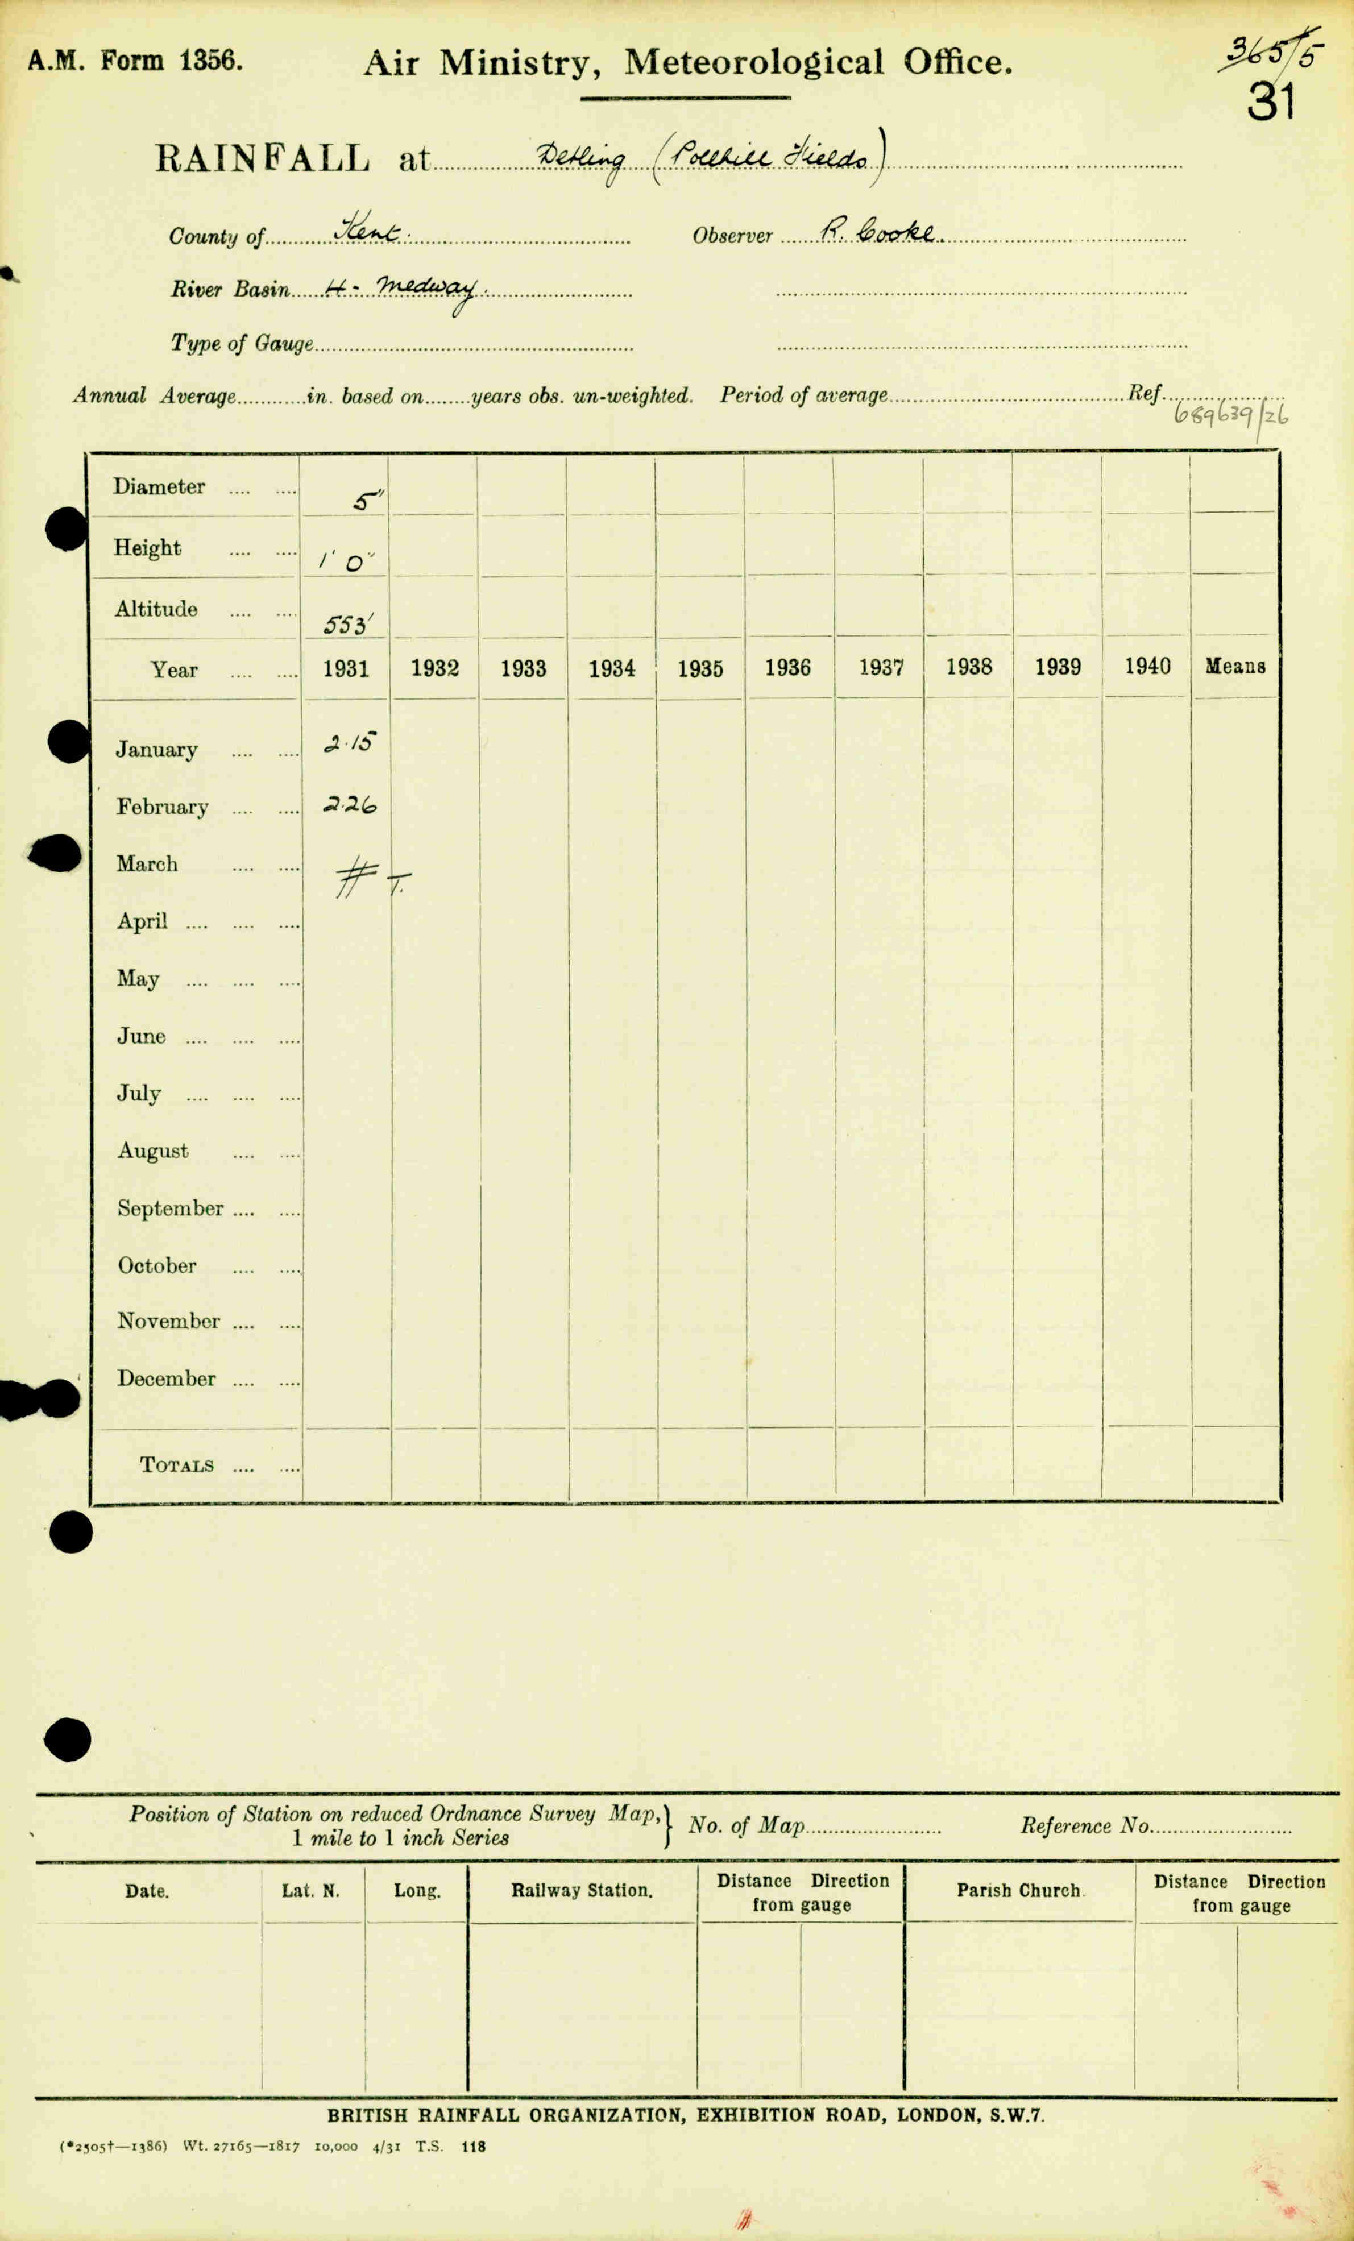 A.M. Form 1356.
Air Ministry, Meteorological Office.
365/5
31
RAINFALL at Detling (Pollhill Fields)
County of Kent. Observer R. Cooke.
River Basin 4 - Medway.
Type of Gauge
Annual Average in. based on years obs. un-weighted. Period of average Ref.
689639/26
Diameter 5"
Height 1' 0"
Altitude 553'
Year 1931 1932 1933 1934 1935 1936 1937 1938 1939 1940 Means
January 2.15
February 2.26
March # T.
April
May
June
July
August
September
October
November
December
TOTALS
Position of Station on reduced Ordnance Survey Map,} No. of Map Reference No.
1 mile to 1 inch Series
Date. Lat. N. Long. Railway Station. Distance Direction from gauge Parish Church. Distance Direction from gauge
BRITISH RAINFALL ORGANIZATION, EXHIBITION ROAD, LONDON, S.W.7.
(*2505†—1386) Wt. 27165—1817 10,000 4/31 T.S. 118